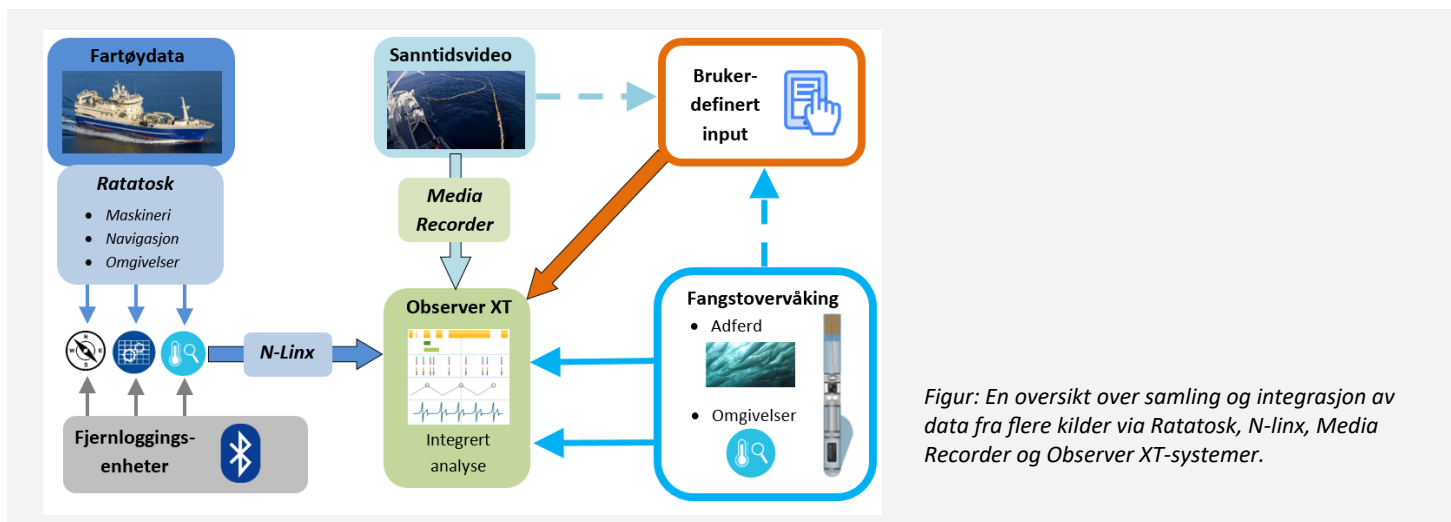 Fartøydata
Ratatosk
• Maskineri
• Navigasjon
• Omgivelser
N
W E
S
Fjernloggings-
enheter
N-Linx
Sanntidsvideo
Media
Recorder
Observer XT
Integrert
analyse
Bruker-
definert
input
Fangstovervåking
• Adferd
• Omgivelser
Figur: En oversikt over samling og integrasjon av
data fra flere kilder via Ratatosk, N-linx, Media
Recorder og Observer XT-systemer.